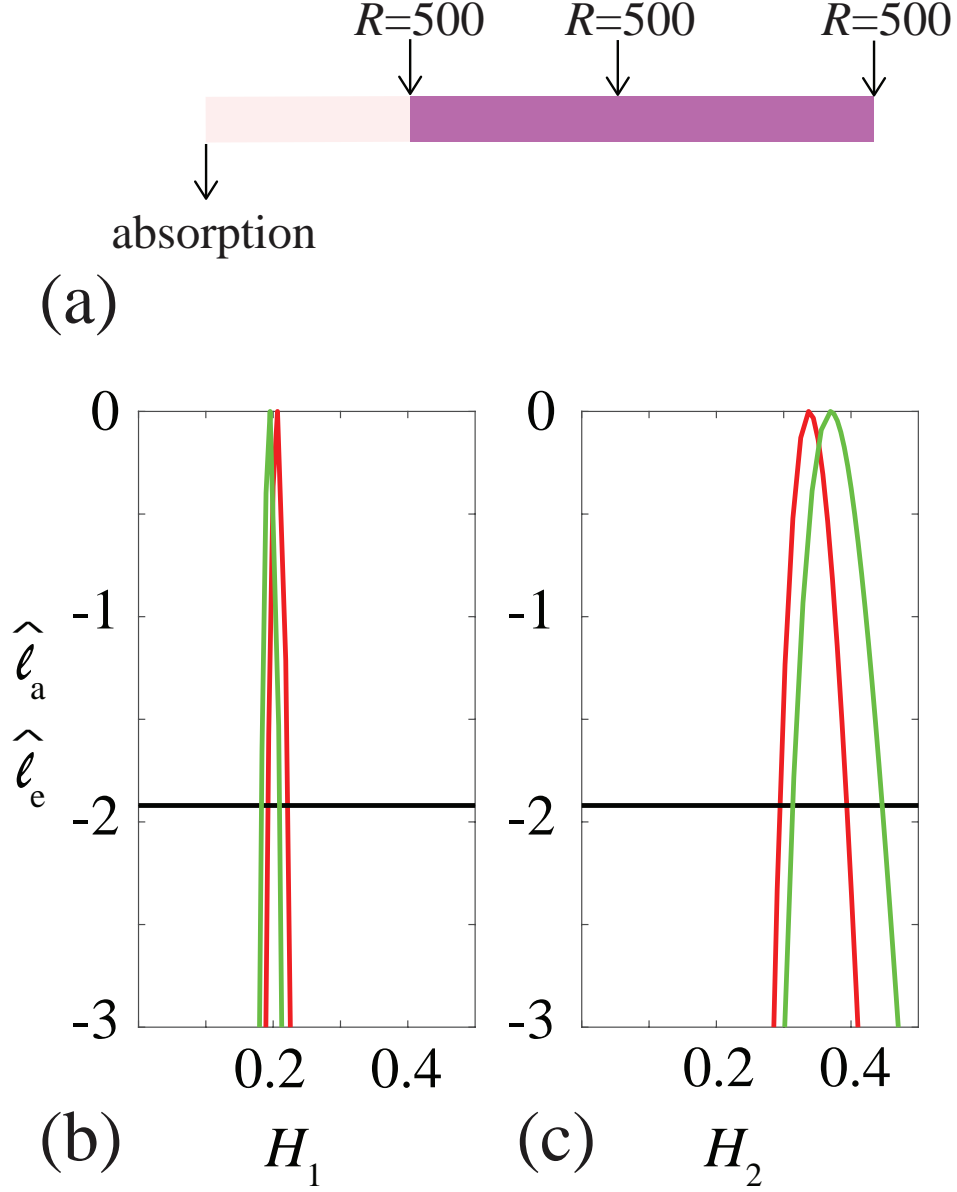 R=500 R=500 R=500
absorption
(a)
0 0
-1 -1
ℓ̂ₐ
ℓ̂ₑ
-2 -2
-3 -3
0.2 0.4 0.2 0.4
(b) H₁ (c) H₂